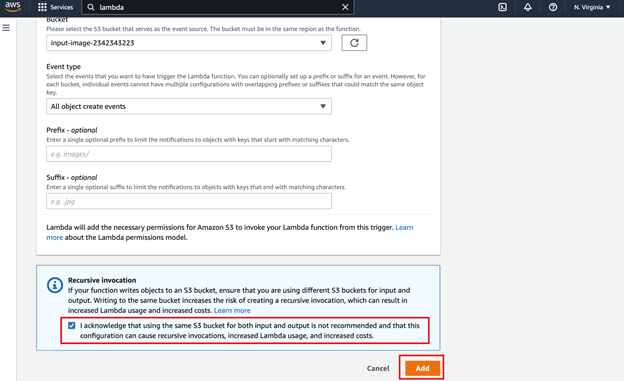 aws
Services
lambda
N. Virginia
Bucket
Please select the S3 bucket that serves as the event source. The bucket must be in the same region as the function.
input-image-2342343223
Event type
Select the events that you want to have trigger the Lambda function. You can optionally set up a prefix or suffix for an event. However, for
each bucket, individual events cannot have multiple configurations with overlapping prefixes or suffixes that could match the same object
key.
All object create events
Prefix - optional
Enter a single optional prefix to limit the notifications to objects with keys that start with matching characters.
e.g. images/
Suffix - optional
Enter a single optional suffix to limit the notifications to objects with keys that end with matching characters.
e.g. .jpg
Lambda will add the necessary permissions for Amazon S3 to invoke your Lambda function from this trigger. Learn
more about the Lambda permissions model.
Recursive invocation
If your function writes objects to an S3 bucket, ensure that you are using different S3 buckets for input and
output. Writing to the same bucket increases the risk of creating a recursive invocation, which can result in
increased Lambda usage and increased costs. Learn more
I acknowledge that using the same S3 bucket for both input and output is not recommended and that this
configuration can cause recursive invocations, increased Lambda usage, and increased costs.
Cancel
Add